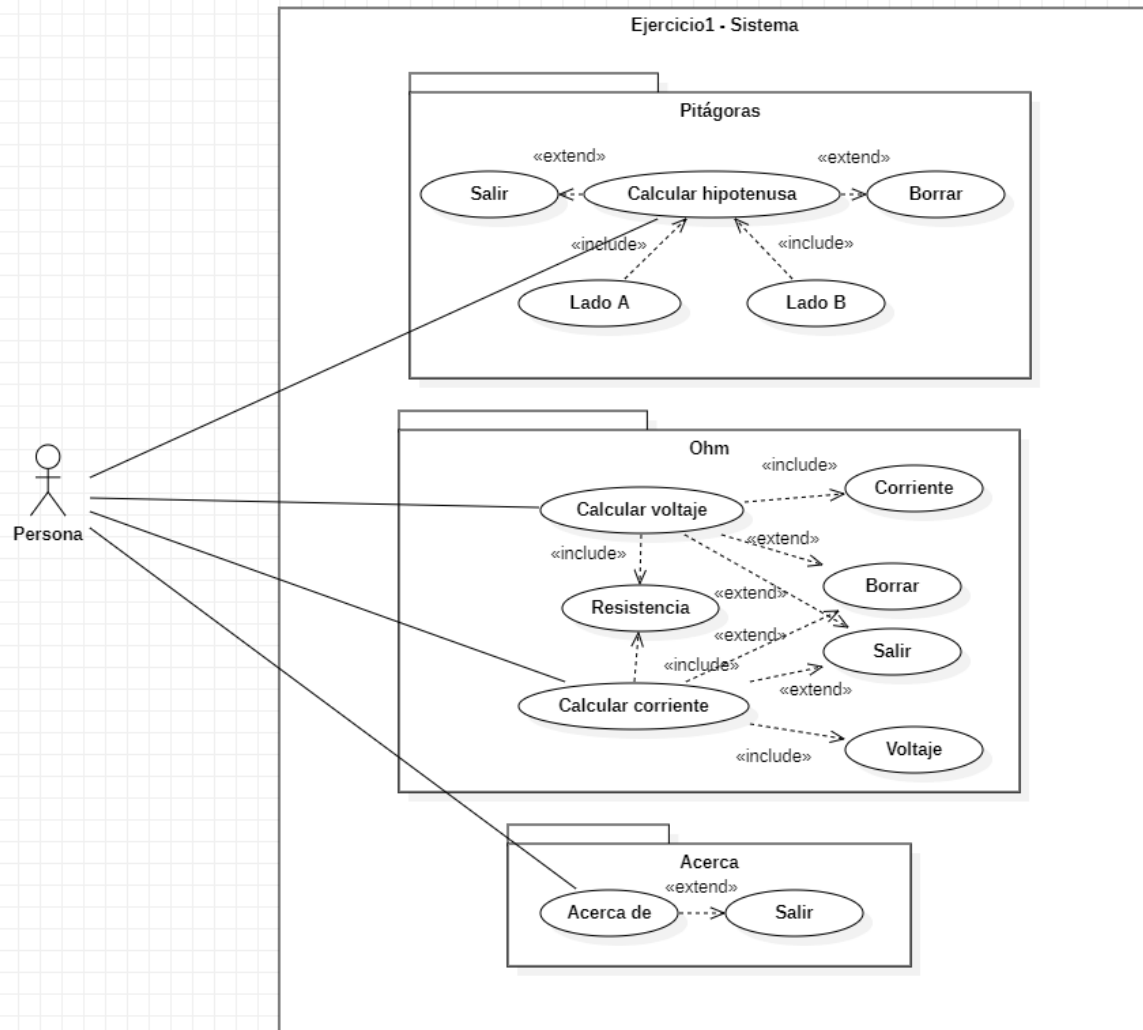 Ejercicio1 - Sistema
Pitágoras
«extend»
«extend»
Salir
Calcular hipotenusa
Borrar
«include»
«include»
Lado A
Lado B
Ohm
«include»
Corriente
Calcular voltaje
«extend»
«include»
Borrar
«extend»
Resistencia
«extend»
Salir
«include»
«extend»
Calcular corriente
Voltaje
«include»
Persona
Acerca
«extend»
Acerca de
Salir